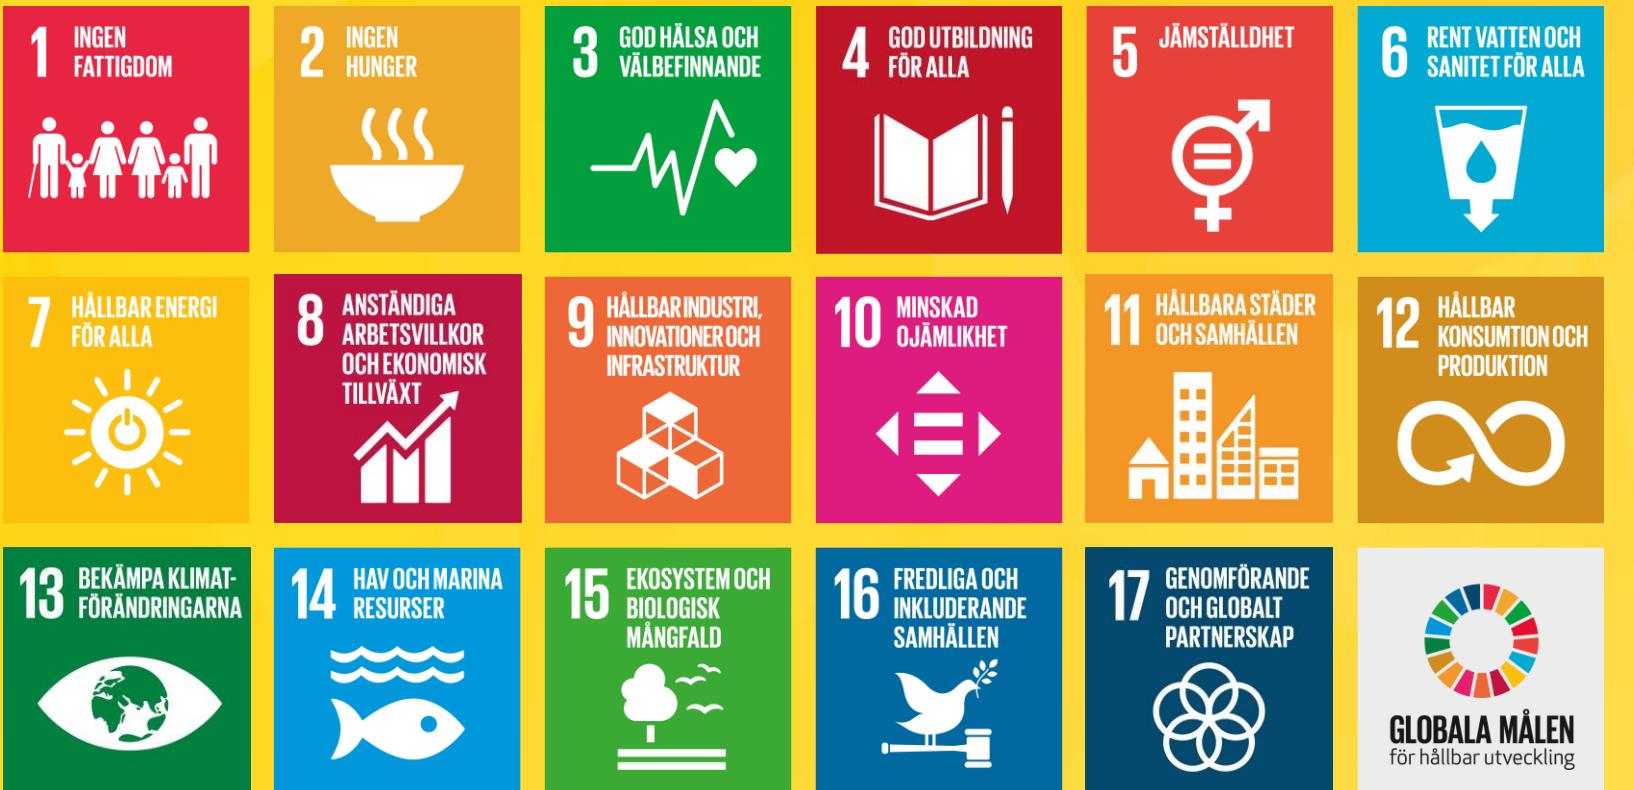 1 INGEN
FATTIGDOM
2 INGEN
HUNGER
3 GOD HÄLSA OCH
VÄLBEFINNANDE
4 GOD UTBILDNING
FÖR ALLA
5 JÄMSTÄLLDHET
6 RENT VATTEN OCH
SANITET FÖR ALLA
7 HÅLLBAR ENERGI
FÖR ALLA
8 ANSTÄNDIGA
ARBETSVILLKOR
OCH EKONOMISK
TILLVÄXT
9 HÅLLBAR INDUSTRI,
INNOVATIONER OCH
INFRASTRUKTUR
10 MINSKAD
OJÄMLIKHET
11 HÅLLBARA STÄDER
OCH SAMHÄLLEN
12 HÅLLBAR
KONSUMTION OCH
PRODUKTION
13 BEKÄMPA KLIMAT-
FÖRÄNDRINGARNA
14 HAV OCH MARINA
RESURSER
15 EKOSYSTEM OCH
BIOLOGISK
MÅNGFALD
16 FREDLIGA OCH
INKLUDERANDE
SAMHÄLLEN
17 GENOMFÖRANDE
OCH GLOBALT
PARTNERSKAP
GLOBALA MÅLEN
för hållbar utveckling